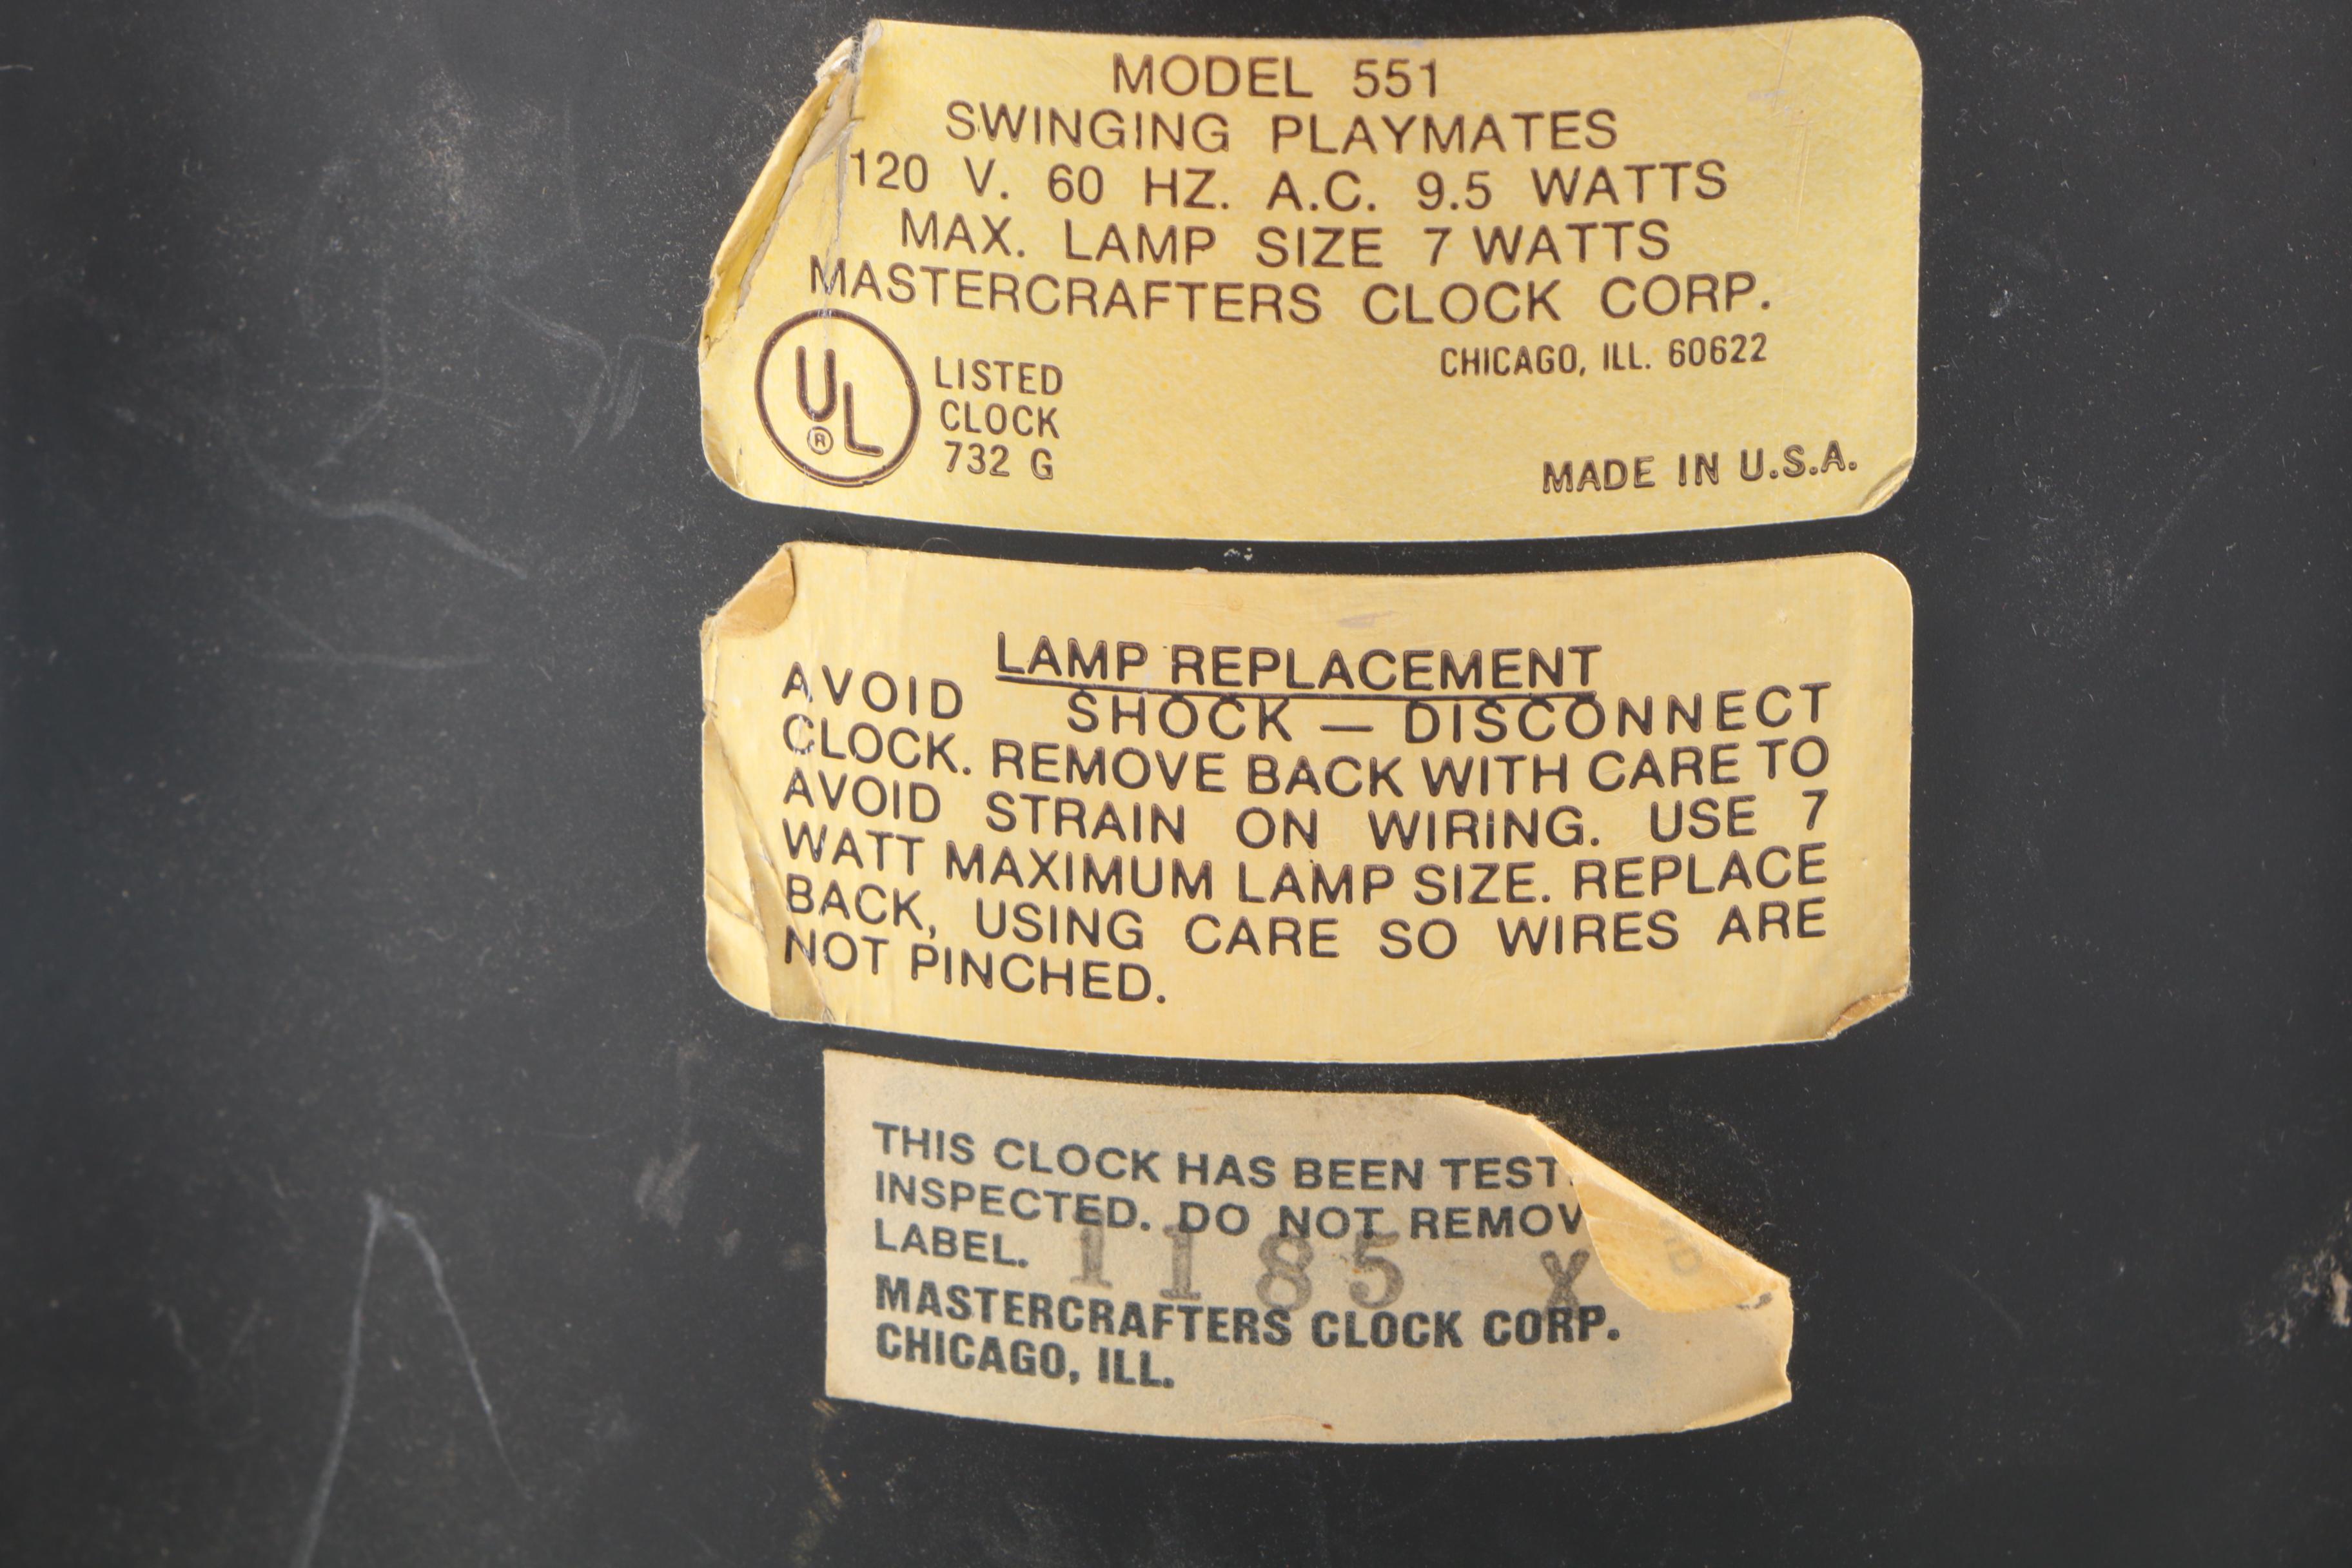 MODEL 551
SWINGING PLAYMATES
120 V. 60 HZ. A.C. 9.5 WATTS
MAX. LAMP SIZE 7 WATTS
MASTERCRAFTERS CLOCK CORP.
CHICAGO, ILL. 60622
UL ®
LISTED
CLOCK
732 G
MADE IN U.S.A.
LAMP REPLACEMENT
AVOID SHOCK — DISCONNECT
CLOCK. REMOVE BACK WITH CARE TO
AVOID STRAIN ON WIRING. USE 7
WATT MAXIMUM LAMP SIZE. REPLACE
BACK, USING CARE SO WIRES ARE
NOT PINCHED.
THIS CLOCK HAS BEEN TEST
INSPECTED. DO NOT REMOV
LABEL.
1185 X
MASTERCRAFTERS CLOCK CORP.
CHICAGO, ILL.